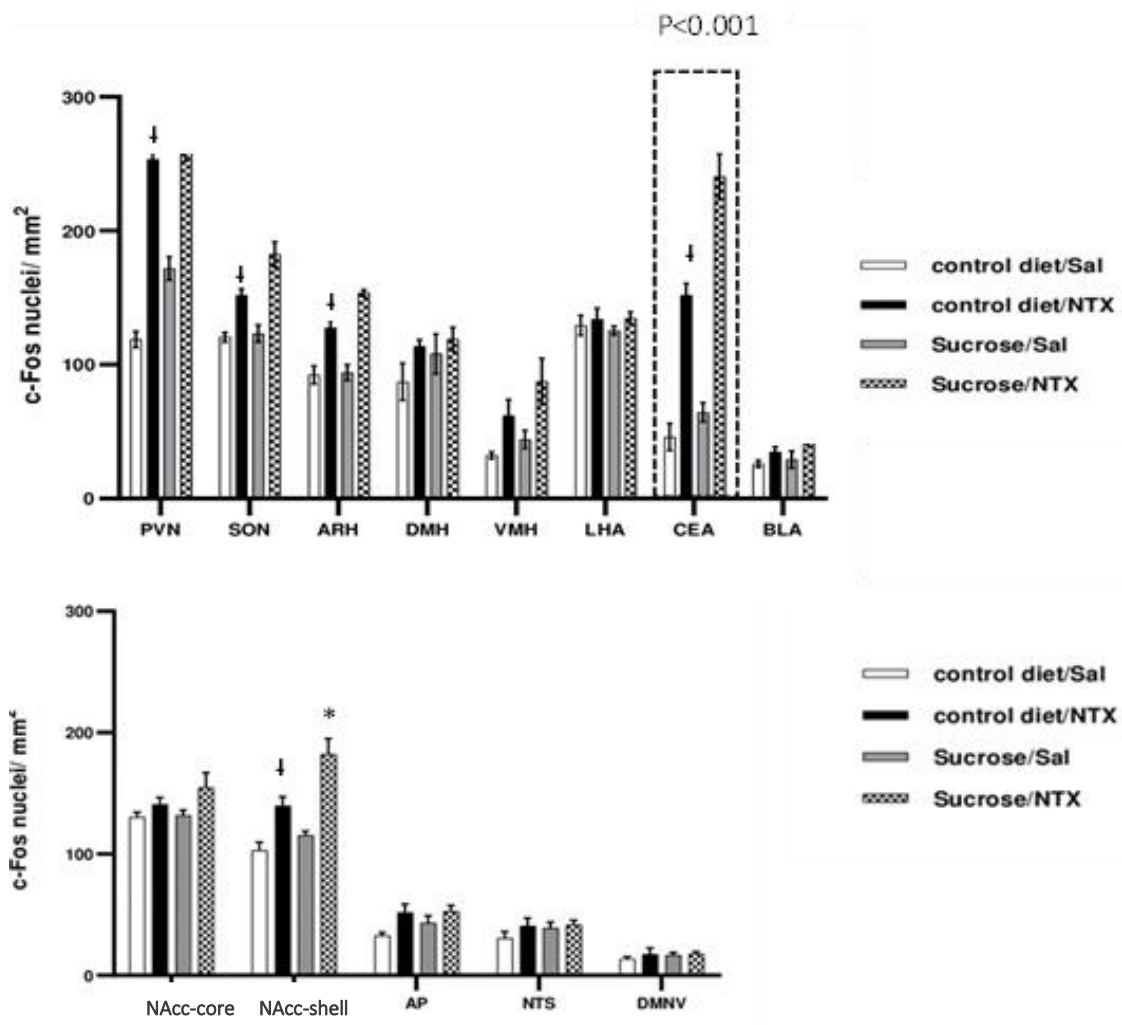 P<0.001
300
200
100
0
c-Fos nuclei/ mm²
PVN SON ARH DMH VMH LHA CEA BLA
control diet/Sal
control diet/NTX
Sucrose/Sal
Sucrose/NTX
300
200
100
0
c-Fos nuclei/ mm²
*
NAcc-core NAcc-shell AP NTS DMNV
control diet/Sal
control diet/NTX
Sucrose/Sal
Sucrose/NTX